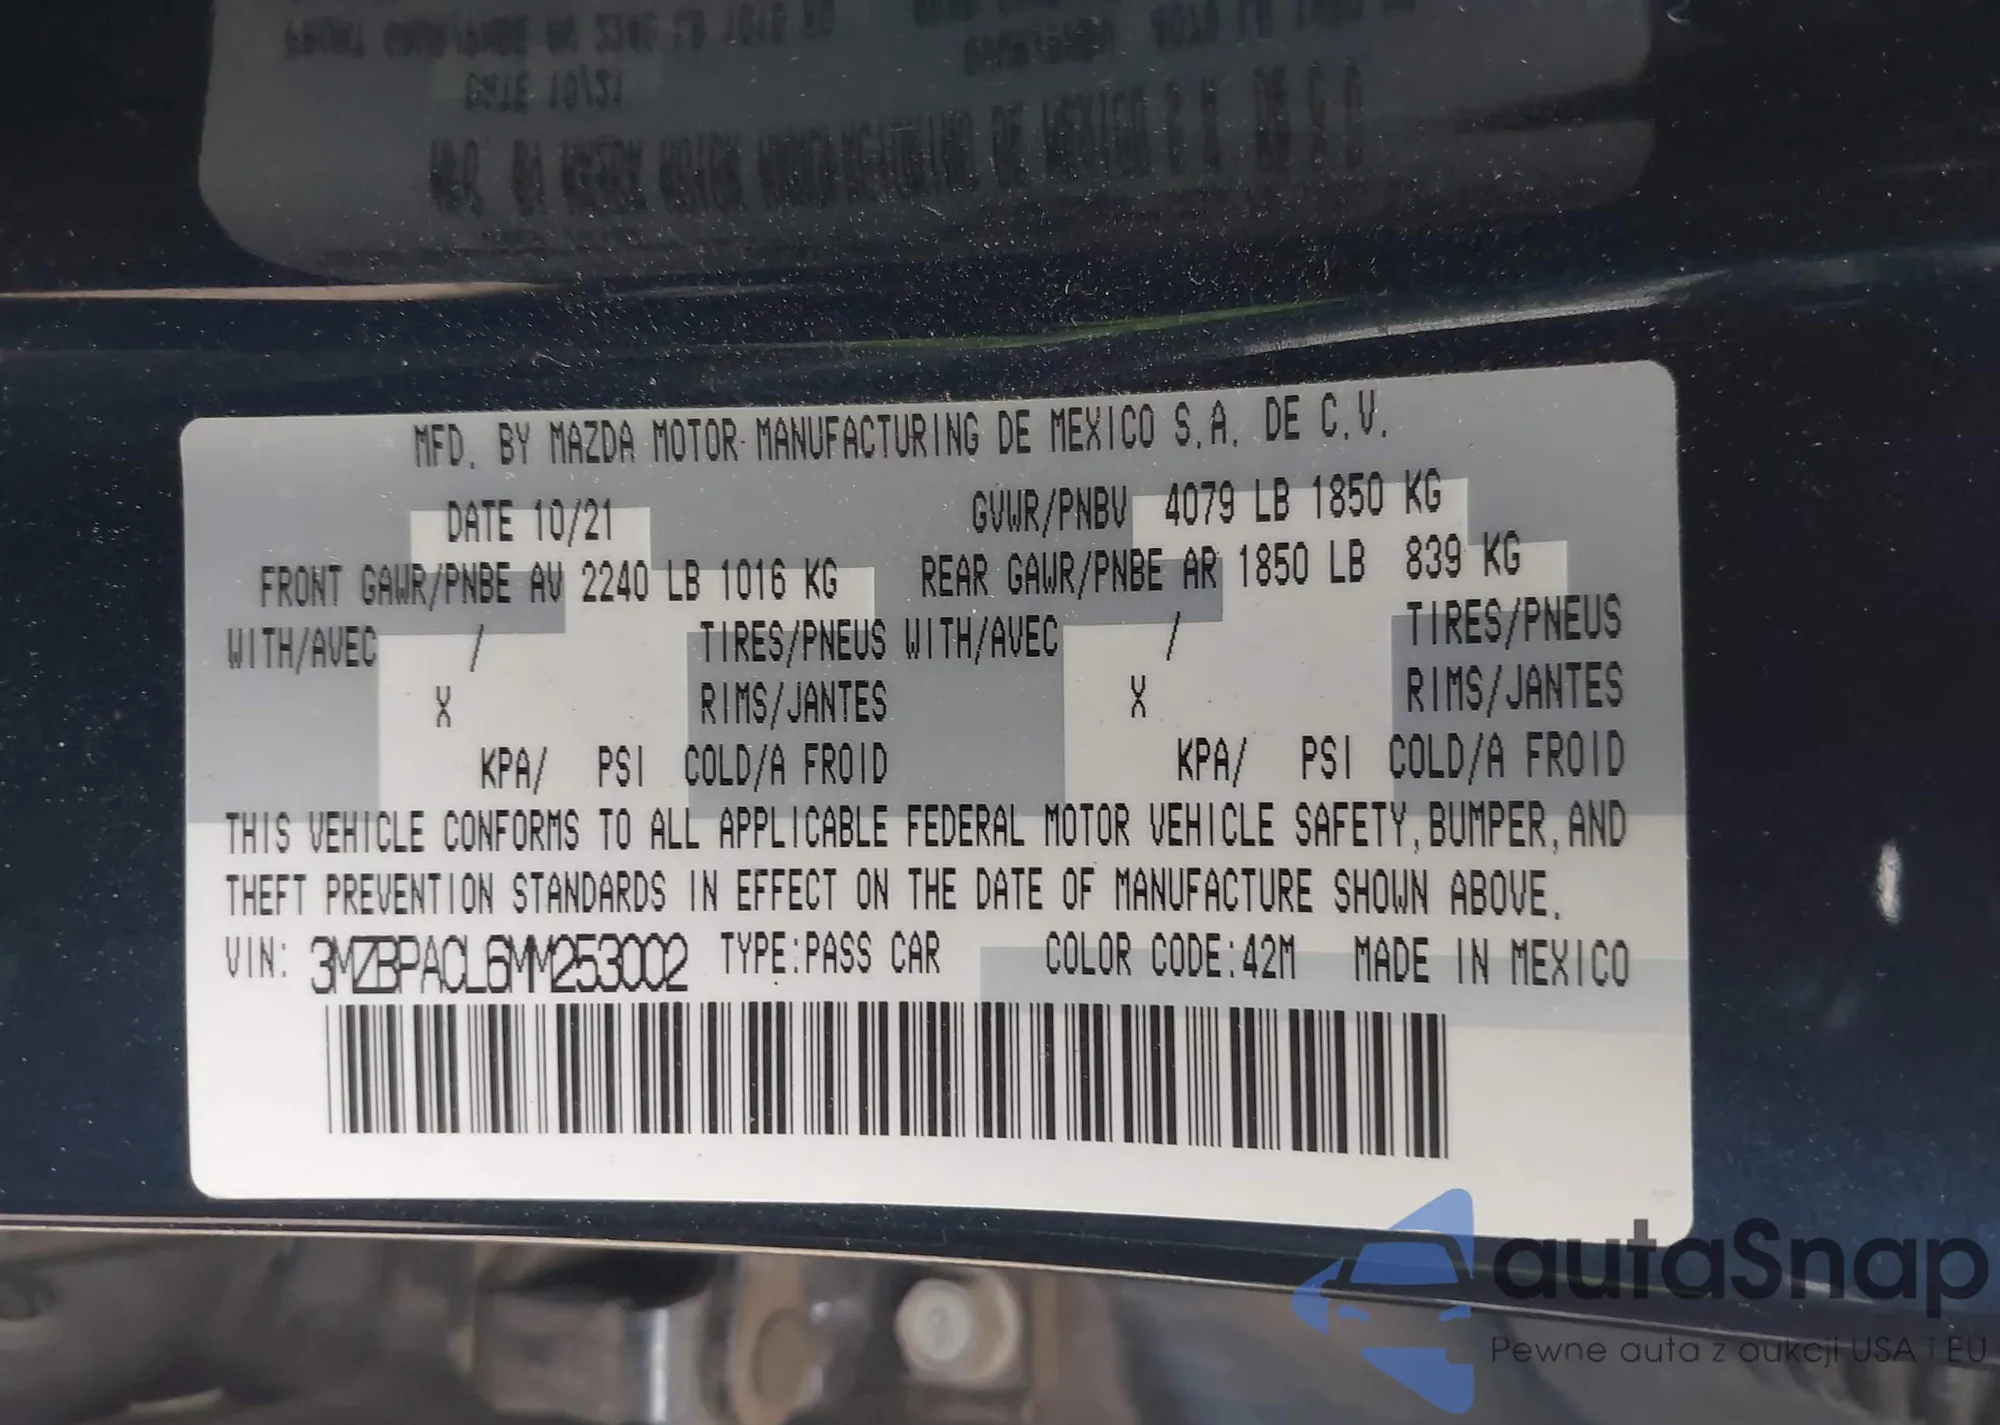 MFD. BY MAZDA MOTOR MANUFACTURING DE MEXICO S.A. DE C.V.
DATE 10/21 GVWR/PNBV 4079 LB 1850 KG
FRONT GAWR/PNBE AV 2240 LB 1016 KG REAR GAWR/PNBE AR 1850 LB 839 KG
WITH/AVEC / TIRES/PNEUS WITH/AVEC / TIRES/PNEUS
X RIMS/JANTES X RIMS/JANTES
KPA/ PSI COLD/A FROID KPA/ PSI COLD/A FROID
THIS VEHICLE CONFORMS TO ALL APPLICABLE FEDERAL MOTOR VEHICLE SAFETY, BUMPER, AND
THEFT PREVENTION STANDARDS IN EFFECT ON THE DATE OF MANUFACTURE SHOWN ABOVE.
VIN: 3MZBPACL6MM253002 TYPE:PASS CAR COLOR CODE:42M MADE IN MEXICO
autaSnap
Pewne auta z aukcji USA i EU